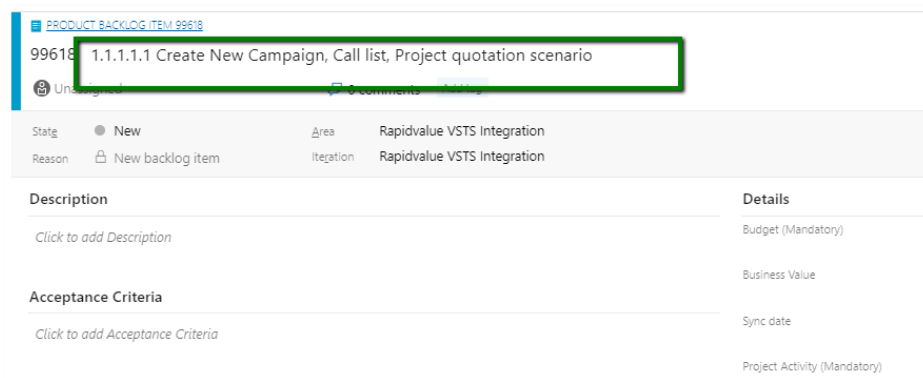 PRODUCT BACKLOG ITEM 99618
99618 1.1.1.1.1 Create New Campaign, Call list, Project quotation scenario
Unassigned comments
State New Area Rapidvalue VSTS Integration
Reason New backlog item Iteration Rapidvalue VSTS Integration
Description Details
Click to add Description Budget (Mandatory)
Business Value
Acceptance Criteria
Sync date
Click to add Acceptance Criteria
Project Activity (Mandatory)